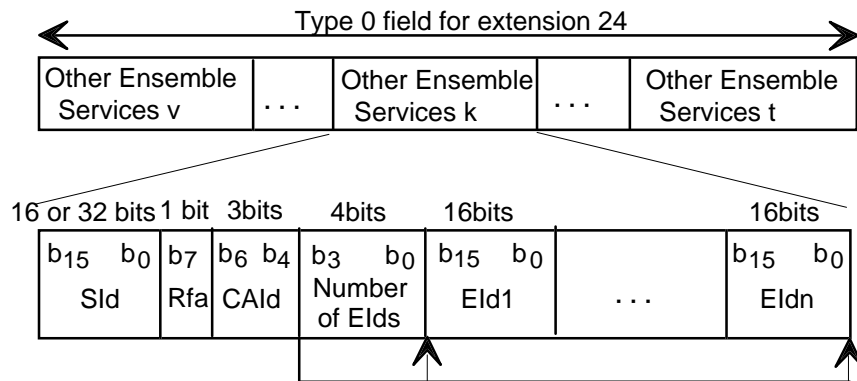 Type 0 field for extension 24
Other Ensemble Services v
. . .
Other Ensemble Services k
. . .
Other Ensemble Services t
16 or 32 bits 1 bit 3bits 4bits 16bits 16bits
b15 b0 b7 b6 b4 b3 b0 b15 b0 b15 b0
SId Rfa CAId Number of EIds EId1 . . . EIdn